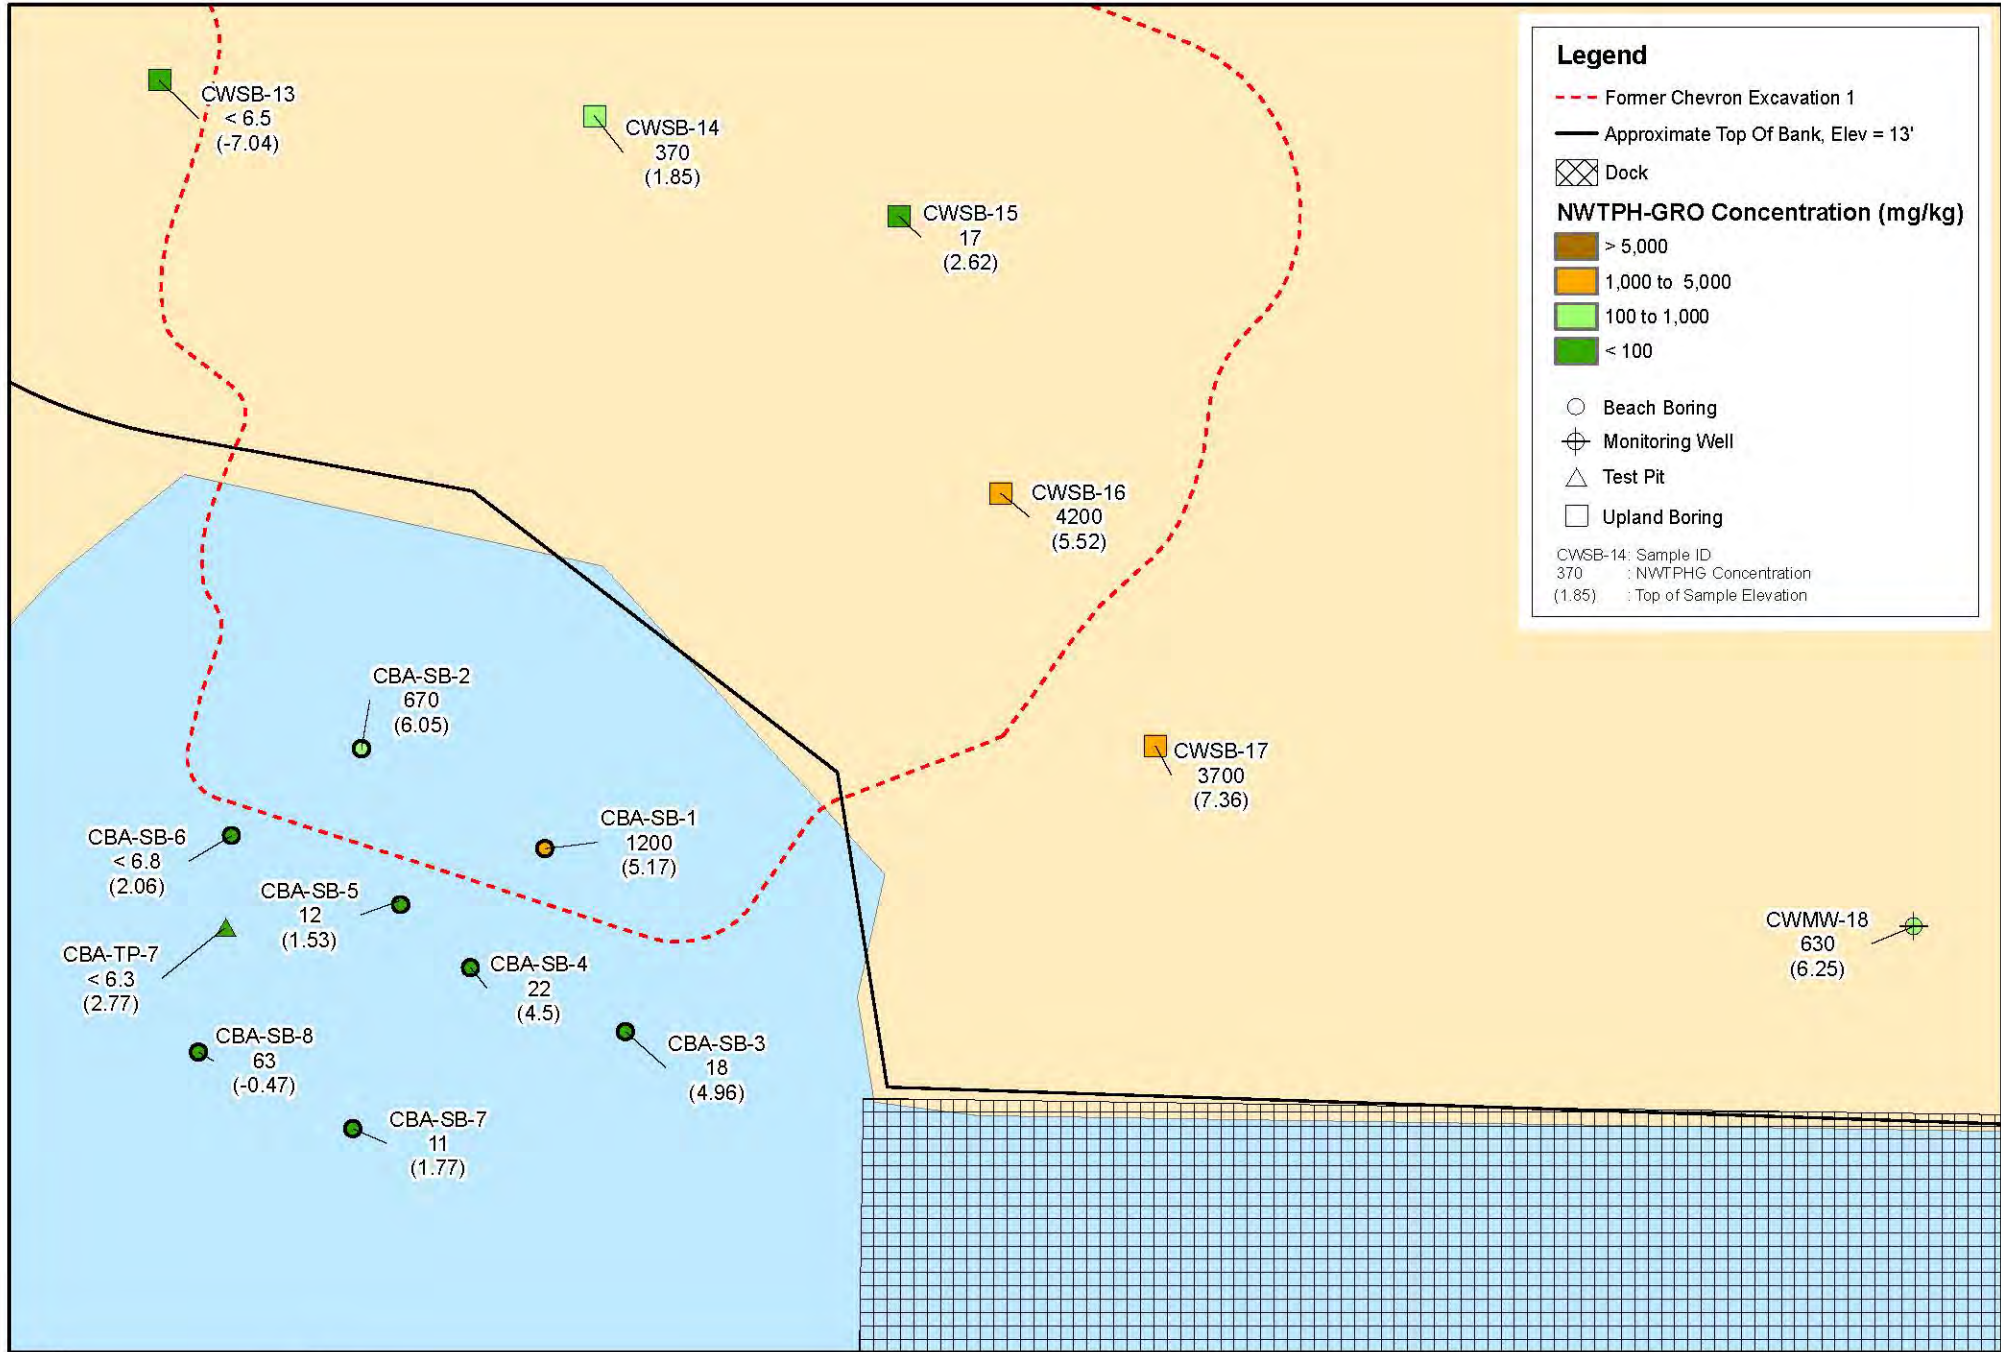 CWSB-13
< 6.5
(-7.04)
CWSB-14
370
(1.85)
CWSB-15
17
(2.62)
CWSB-16
4200
(5.52)
CBA-SB-2
670
(6.05)
CWSB-17
3700
(7.36)
CBA-SB-1
1200
(5.17)
CBA-SB-6
< 6.8
(2.06)
CBA-SB-5
12
(1.53)
CWMW-18
630
(6.25)
CBA-TP-7
< 6.3
(2.77)
CBA-SB-4
22
(4.5)
CBA-SB-8
63
(-0.47)
CBA-SB-3
18
(4.96)
CBA-SB-7
11
(1.77)
Legend
Former Chevron Excavation 1
Approximate Top Of Bank, Elev = 13'
Dock
NWTPH-GRO Concentration (mg/kg)
> 5,000
1,000 to 5,000
100 to 1,000
< 100
Beach Boring
Monitoring Well
Test Pit
Upland Boring
CWSB-14: Sample ID
370 : NWTPHG Concentration
(1.85) : Top of Sample Elevation